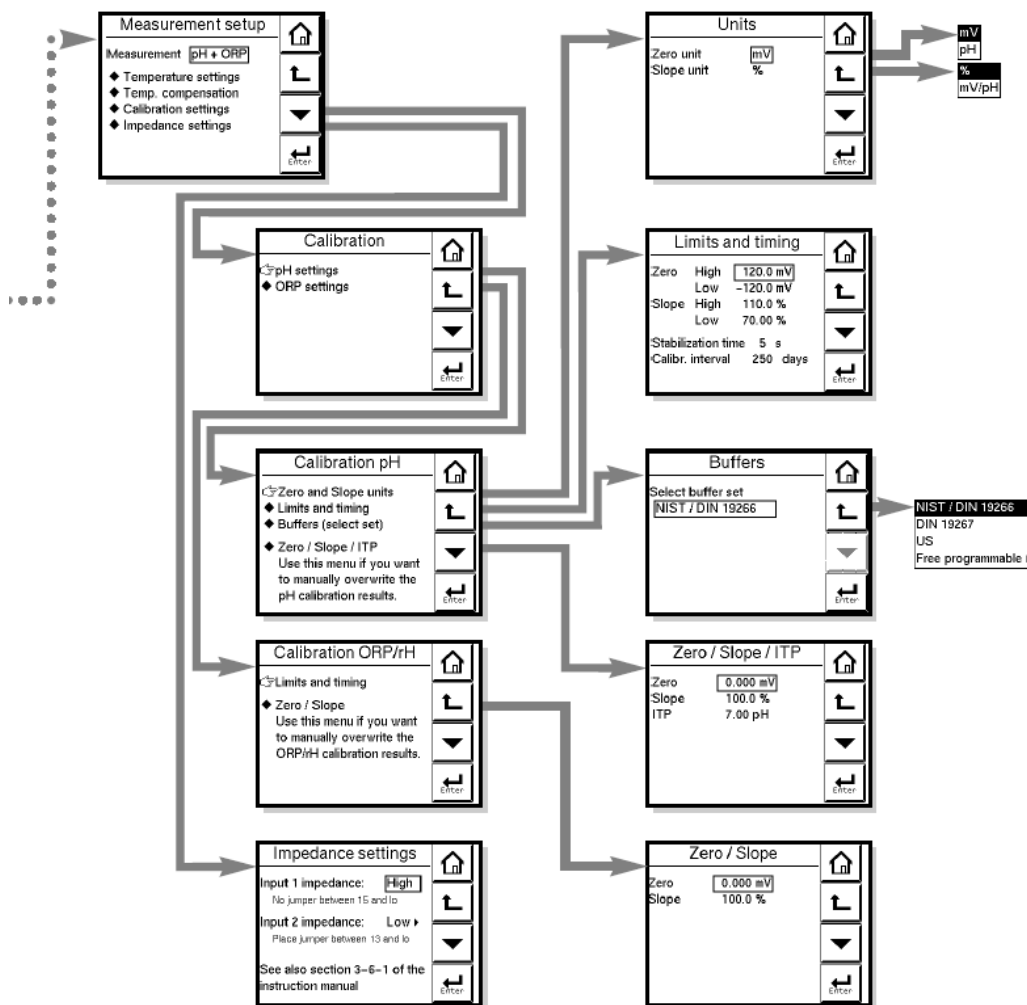 Measurement setup
Measurement pH + ORP
◆ Temperature settings
◆ Temp. compensation
◆ Calibration settings
◆ Impedance settings
Enter
Units
Zero unit mV
Slope unit %
Enter
mV
pH
%
mV/pH
Calibration
pH settings
◆ ORP settings
Enter
Limits and timing
Zero High 120.0 mV
Low -120.0 mV
Slope High 110.0 %
Low 70.00 %
Stabilization time 5 s
Calibr. interval 250 days
Enter
Calibration pH
Zero and Slope units
◆ Limits and timing
◆ Buffers (select set)
◆ Zero / Slope / ITP
Use this menu if you want
to manually overwrite the
pH calibration results.
Enter
Buffers
Select buffer set
NIST / DIN 19266
Enter
NIST / DIN 19266
DIN 19267
US
Free programmable
Calibration ORP/rH
Limits and timing
◆ Zero / Slope
Use this menu if you want
to manually overwrite the
ORP/rH calibration results.
Enter
Zero / Slope / ITP
Zero 0.000 mV
Slope 100.0 %
ITP 7.00 pH
Enter
Impedance settings
Input 1 impedance: High
No jumper between 15 and lo
Input 2 impedance: Low
Place jumper between 13 and lo
See also section 3-6-1 of the
instruction manual
Enter
Zero / Slope
Zero 0.000 mV
Slope 100.0 %
Enter